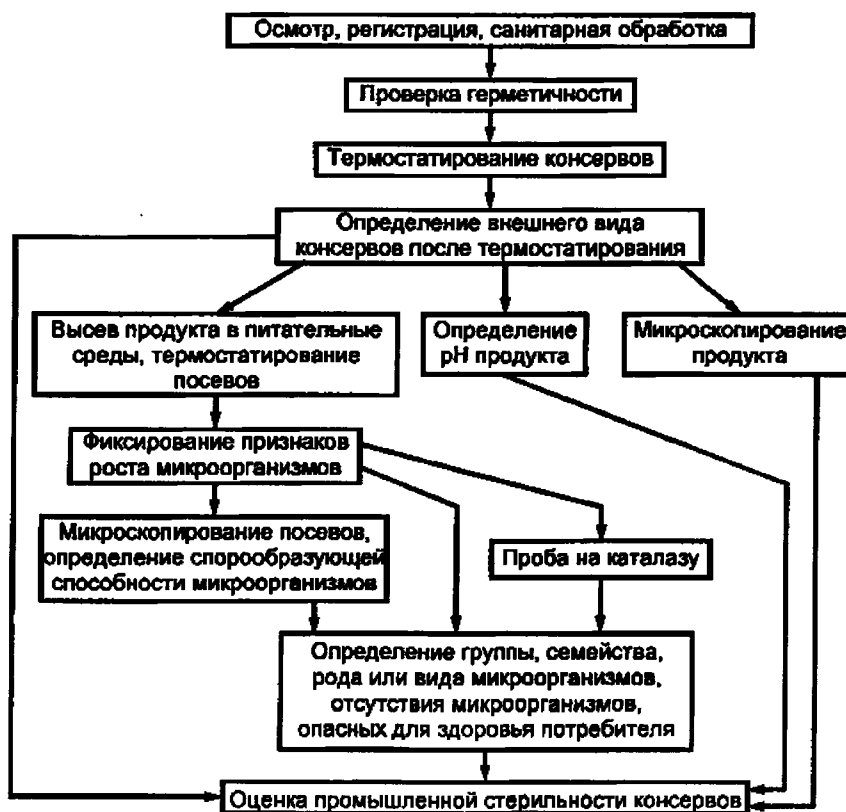 Осмотр, регистрация, санитарная обработка
Проверка герметичности
Термостатирование консервов
Определение внешнего вида
консервов после термостатирования
Высев продукта в питательные
среды, термостатирование
посевов
Определение
pH продукта
Микроскопирование
продукта
Фиксирование признаков
роста микроорганизмов
Микроскопирование посевов,
определение спорообразующей
способности микроорганизмов
Проба на каталазу
Определение группы, семейства,
рода или вида микроорганизмов,
отсутствия микроорганизмов,
опасных для здоровья потребителя
Оценка промышленной стерильности консервов